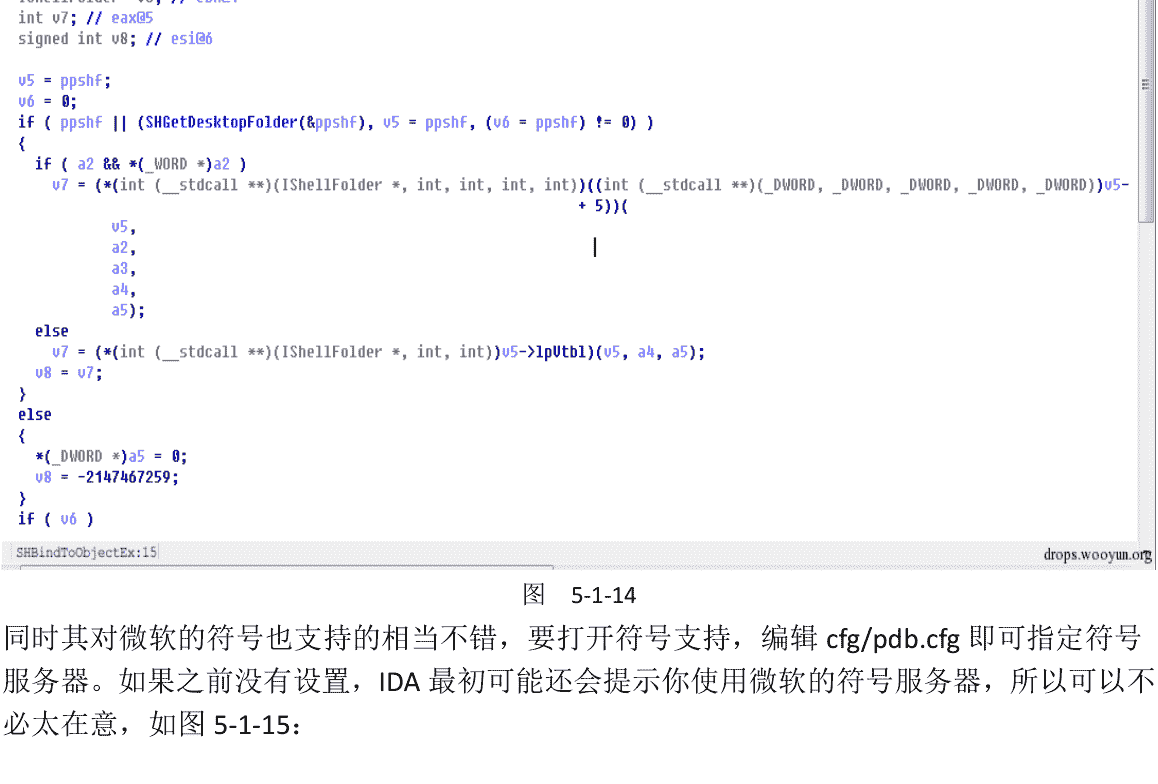 int v7; // eax@5
signed int v8; // esi@6
v5 = ppshf;
v6 = 0;
if ( ppshf || (SHGetDesktopFolder(&ppshf), v5 = ppshf, (v6 = ppshf) != 0) )
{
if ( a2 && *(_WORD *)a2 )
v7 = (*(int (__stdcall **)(IShellFolder *, int, int, int, int))((int (__stdcall **)(_DWORD, _DWORD, _DWORD, _DWORD, _DWORD))v5-
+ 5))(
v5,
a2,
a3,
a4,
a5);
else
v7 = (*(int (__stdcall **)(IShellFolder *, int, int))v5->lpVtbl)(v5, a4, a5);
v8 = v7;
}
else
{
*(_DWORD *)a5 = 0;
v8 = -2147467259;
}
if ( v6 )
SHBindToObjectEx:15
drops.wooyun.org
图 5-1-14
同时其对微软的符号也支持的相当不错，要打开符号支持，编辑 cfg/pdb.cfg 即可指定符号
服务器。如果之前没有设置，IDA 最初可能还会提示你使用微软的符号服务器，所以可以不
必太在意，如图 5-1-15：